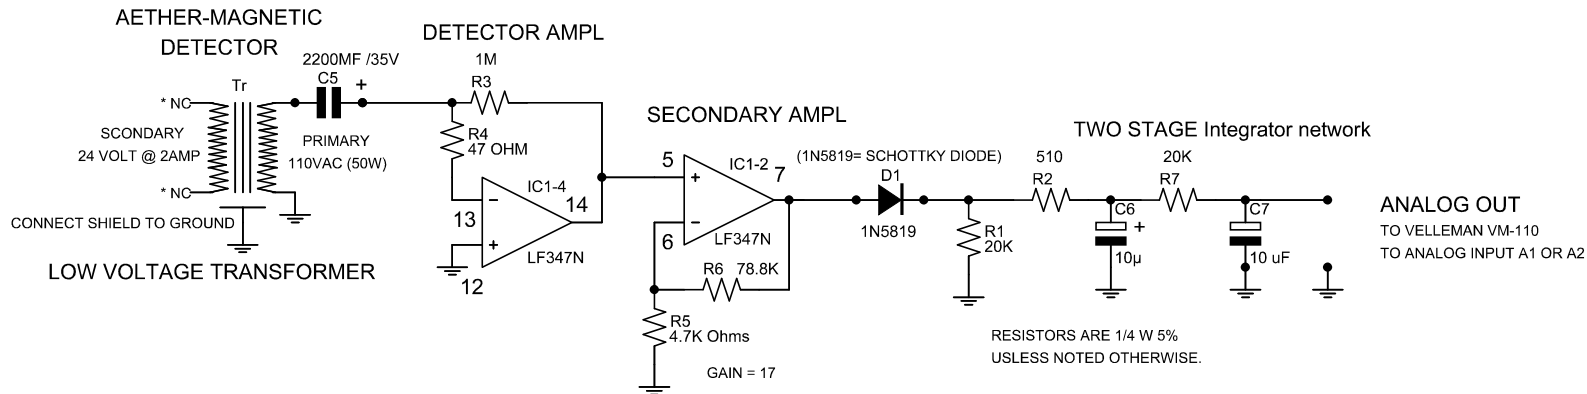 AETHER-MAGNETIC
DETECTOR
Tr
* NC
* NC
SCONDARY
24 VOLT @ 2AMP
CONNECT SHIELD TO GROUND
LOW VOLTAGE TRANSFORMER
2200MF /35V
C5
+
PRIMARY
110VAC (50W)
DETECTOR AMPL
1M
R3
R4
47 OHM
IC1-4
13
14
12
-
+
LF347N
SECONDARY AMPL
5
6
IC1-2
7
+
-
LF347N
R6 78.8K
R5
4.7K Ohms
GAIN = 17
(1N5819= SCHOTTKY DIODE)
D1
1N5819
R1
20K
TWO STAGE Integrator network
510
R2
20K
R7
C6
+
10µ
C7
10 uF
ANALOG OUT
TO VELLEMAN VM-110
TO ANALOG INPUT A1 OR A2
RESISTORS ARE 1/4 W 5%
USLESS NOTED OTHERWISE.